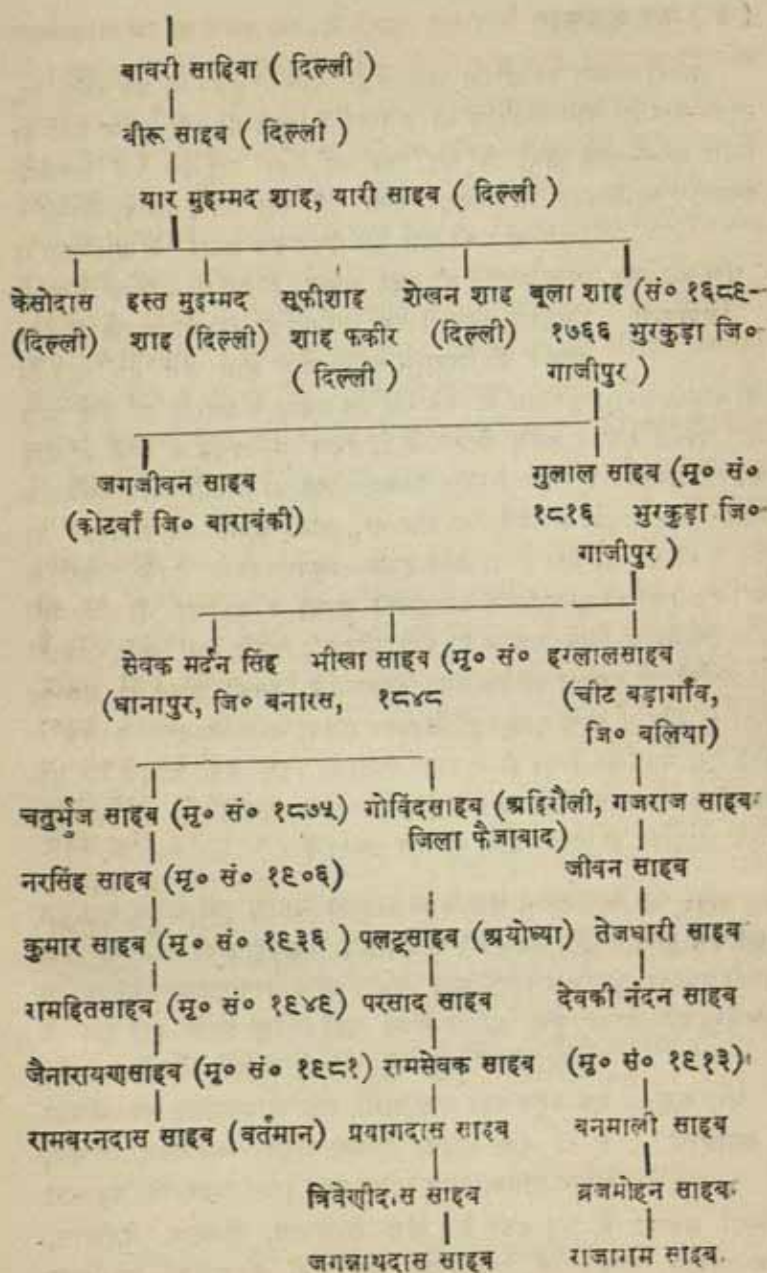 बावरी साहिबा ( दिल्ली )
बीरू साहब ( दिल्ली )
यार मुहम्मद शाह, यारी साहब ( दिल्ली )
केसोदास हस्त मुहम्मद सूफीशाह शेखन शाह बूला शाह (सं० १६८९-
(दिल्ली) शाह (दिल्ली) शाह फकीर (दिल्ली) १७६६ भुरकुड़ा जि०
( दिल्ली ) गाजीपुर )
जगजीवन साहब गुलाल साहब (मृ० सं०
(कोटवाँ जि० बाराबंकी) १८१६ भुरकुड़ा जि०
गाजीपुर )
सेवक मर्दन सिंह भीखा साहब (मृ० सं० हरलालसाहब
(धानापुर, जि० बनारस, १८४८ (चीट बड़ागाँव,
जि० बलिया)
चतुर्भुज साहब (मृ० सं० १८७५) गोविंदसाहब (अहिरौली, गजराज साहब
जिला फैजाबाद)
जीवन साहब
नरसिंह साहब (मृ० सं० १९०६)
कुमार साहब (मृ० सं० १९३६ ) पलटूसाहब (अयोध्या) तेजधारी साहब
रामहितसाहब (मृ० सं० १९४९) परसाद साहब देवकी नंदन साहब
जैनारायणसाहब (मृ० सं० १९८१) रामसेवक साहब (मृ० सं० १९१३)
रामबरनदास साहब (वर्तमान) प्रयागदास साहब बनमाली साहब
त्रिवेणीदास साहब ब्रजमोहन साहब
जगन्नाथदास साहब राजाराम साहब